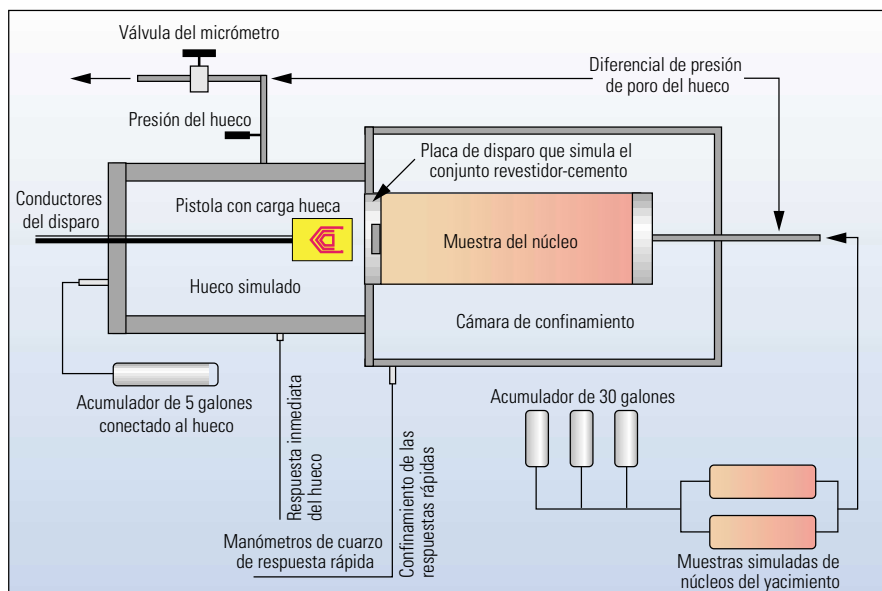 Válvula del micrómetro
Presión del hueco
Diferencial de presión
de poro del hueco
Placa de disparo que simula el
conjunto revestidor-cemento
Conductores
del disparo
Pistola con carga hueca
Muestra del núcleo
Hueco simulado
Cámara de confinamiento
Acumulador de 5 galones
conectado al hueco
Respuesta inmediata
del hueco
Confinamiento de las
respuestas rápidas
Manómetros de cuarzo
de respuesta rápida
Acumulador de 30 galones
Muestras simuladas de
núcleos del yacimiento